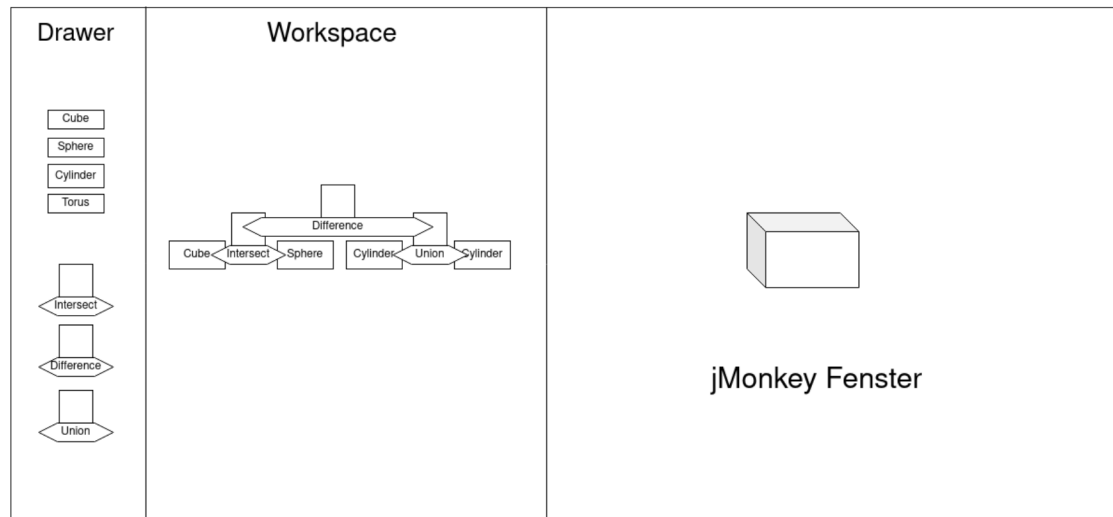 Drawer
Cube
Sphere
Cylinder
Torus
Intersect
Difference
Union
Workspace
Difference
Cube Intersect Sphere Cylinder Union Cylinder
jMonkey Fenster